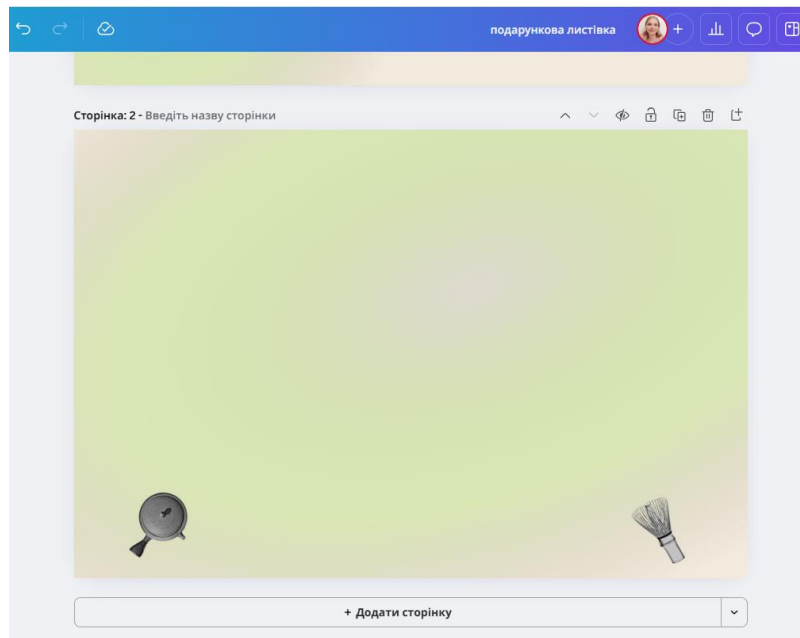 подарункова листівка
Сторінка: 2 - Введіть назву сторінки
+ Додати сторінку